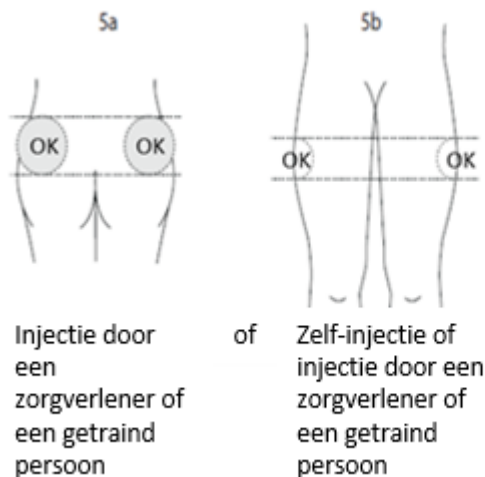 5a
5b
OK OK
OK OK
Injectie door
een
zorgverlener of
een getraind
persoon
of
Zelf-injectie of
injectie door een
zorgverlener of
een getraind
persoon